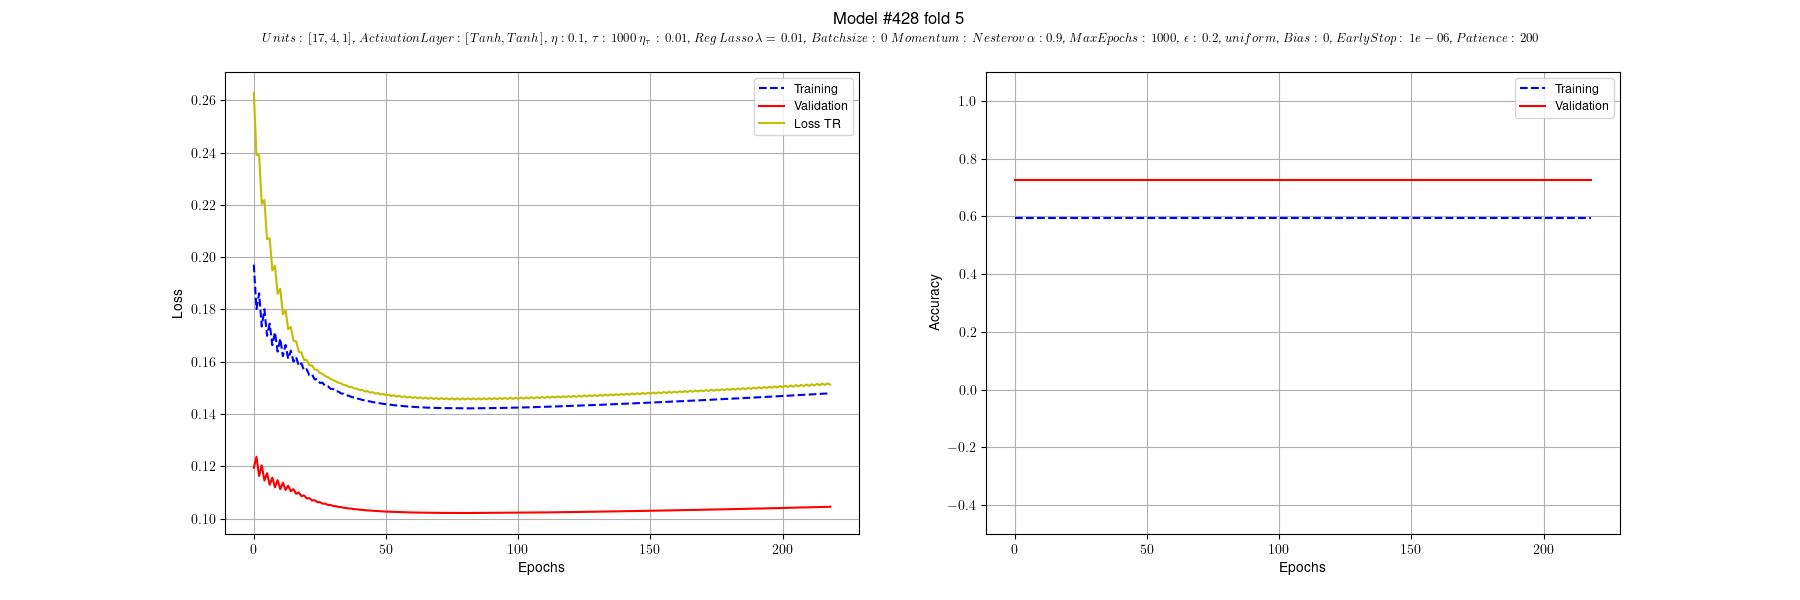 Model #428 fold 5
Units : [17, 4, 1], ActivationLayer : [Tanh, Tanh], η : 0.1, τ : 1000 ητ : 0.01, Reg Lasso λ = 0.01, Batchsize : 0 Momentum : Nesterov α : 0.9, MaxEpochs : 1000, ϵ : 0.2, uniform, Bias : 0, EarlyStop : 1e − 06, Patience : 200
Training
Validation
Loss TR
0.26
0.24
0.22
0.20
0.18
0.16
0.14
0.12
0.10
Loss
0
50
100
150
200
Epochs
Training
Validation
1.0
0.8
0.6
0.4
0.2
0.0
−0.2
−0.4
Accuracy
0
50
100
150
200
Epochs